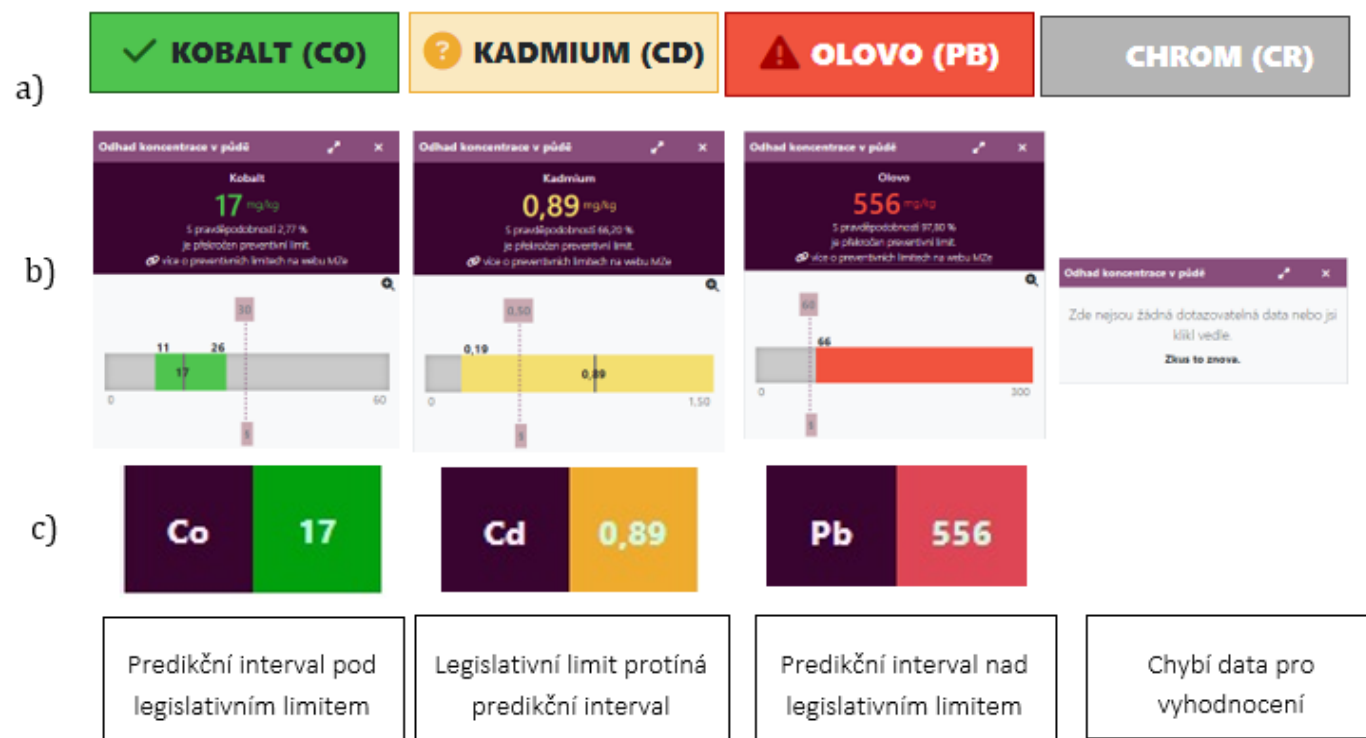 a)
KOBALT (CO)
? KADMIUM (CD)
OLOVO (PB)
CHROM (CR)
b)
Odhad koncentrace v půdě
Kobalt
17 mg/kg
S pravděpodobností 2,77 %
je překročen preventivní limit.
více o preventivních limitech na webu MZe
30
11 26
17
0 60
s
Odhad koncentrace v půdě
Kadmium
0,89 mg/kg
S pravděpodobností 66,20 %
je překročen preventivní limit.
více o preventivních limitech na webu MZe
0,50
0,19
0,89
0 1,50
s
Odhad koncentrace v půdě
Olovo
556 mg/kg
S pravděpodobností 97,80 %
je překročen preventivní limit.
více o preventivních limitech na webu MZe
60
66
0 300
s
Odhad koncentrace v půdě
Zde nejsou žádná dotazovatelná data nebo jsi
klikl vedle.
Zkus to znova.
c)
Co 17
Cd 0,89
Pb 556
Predikční interval pod
legislativním limitem
Legislativní limit protíná
predikční interval
Predikční interval nad
legislativním limitem
Chybí data pro
vyhodnocení